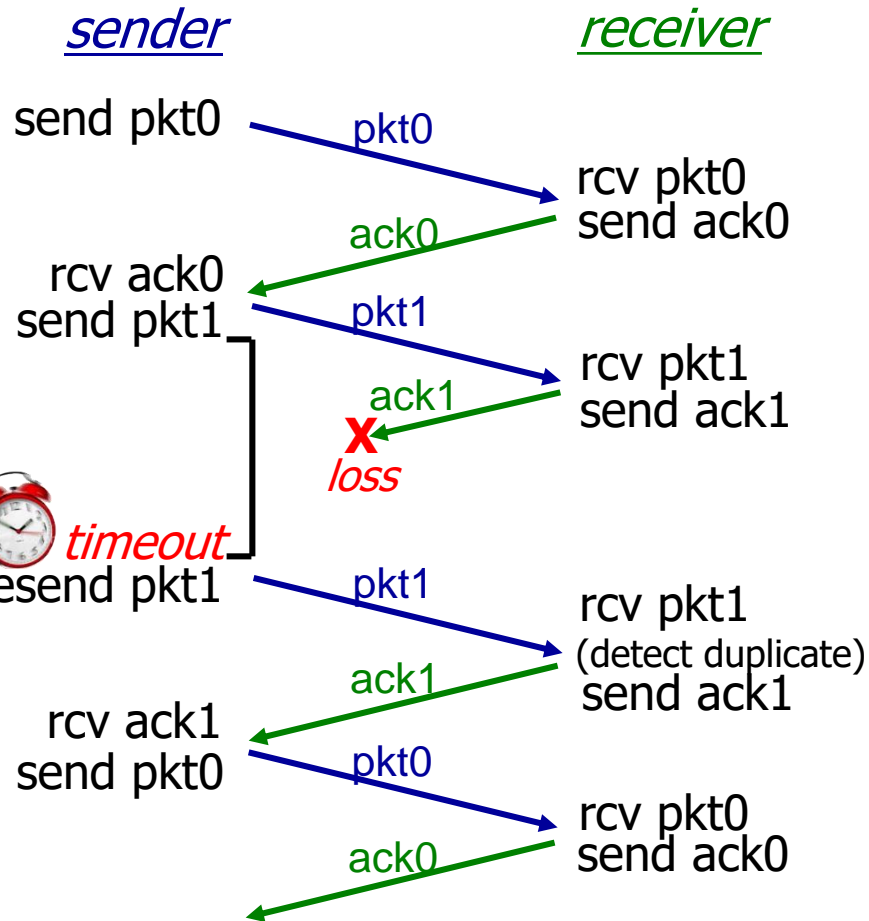 sender
receiver
send pkt0
pkt0
rcv pkt0
send ack0
ack0
rcv ack0
send pkt1
pkt1
rcv pkt1
send ack1
ack1
X
loss
timeout
esend pkt1
pkt1
rcv pkt1
(detect duplicate)
send ack1
ack1
rcv ack1
send pkt0
pkt0
rcv pkt0
send ack0
ack0